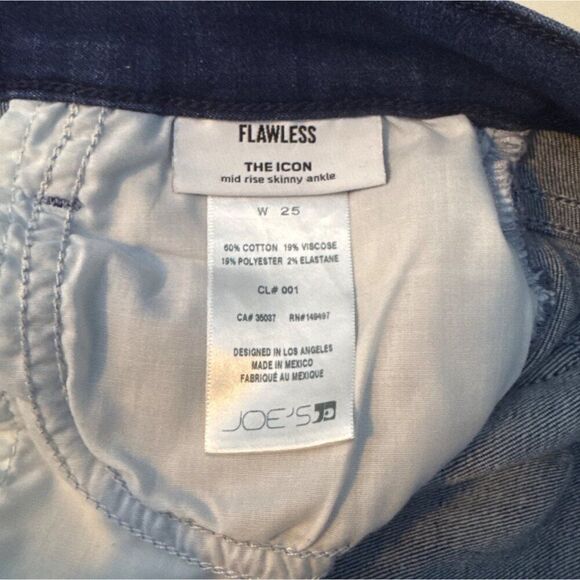 FLAWLESS
THE ICON
mid rise skinny ankle
W 25
60% COTTON 19% VISCOSE
19% POLYESTER 2% ELASTANE
CL# 001
CA# 35037 RN#149497
DESIGNED IN LOS ANGELES
MADE IN MEXICO
FABRIQUÉ AU MEXIQUE
JOE'S